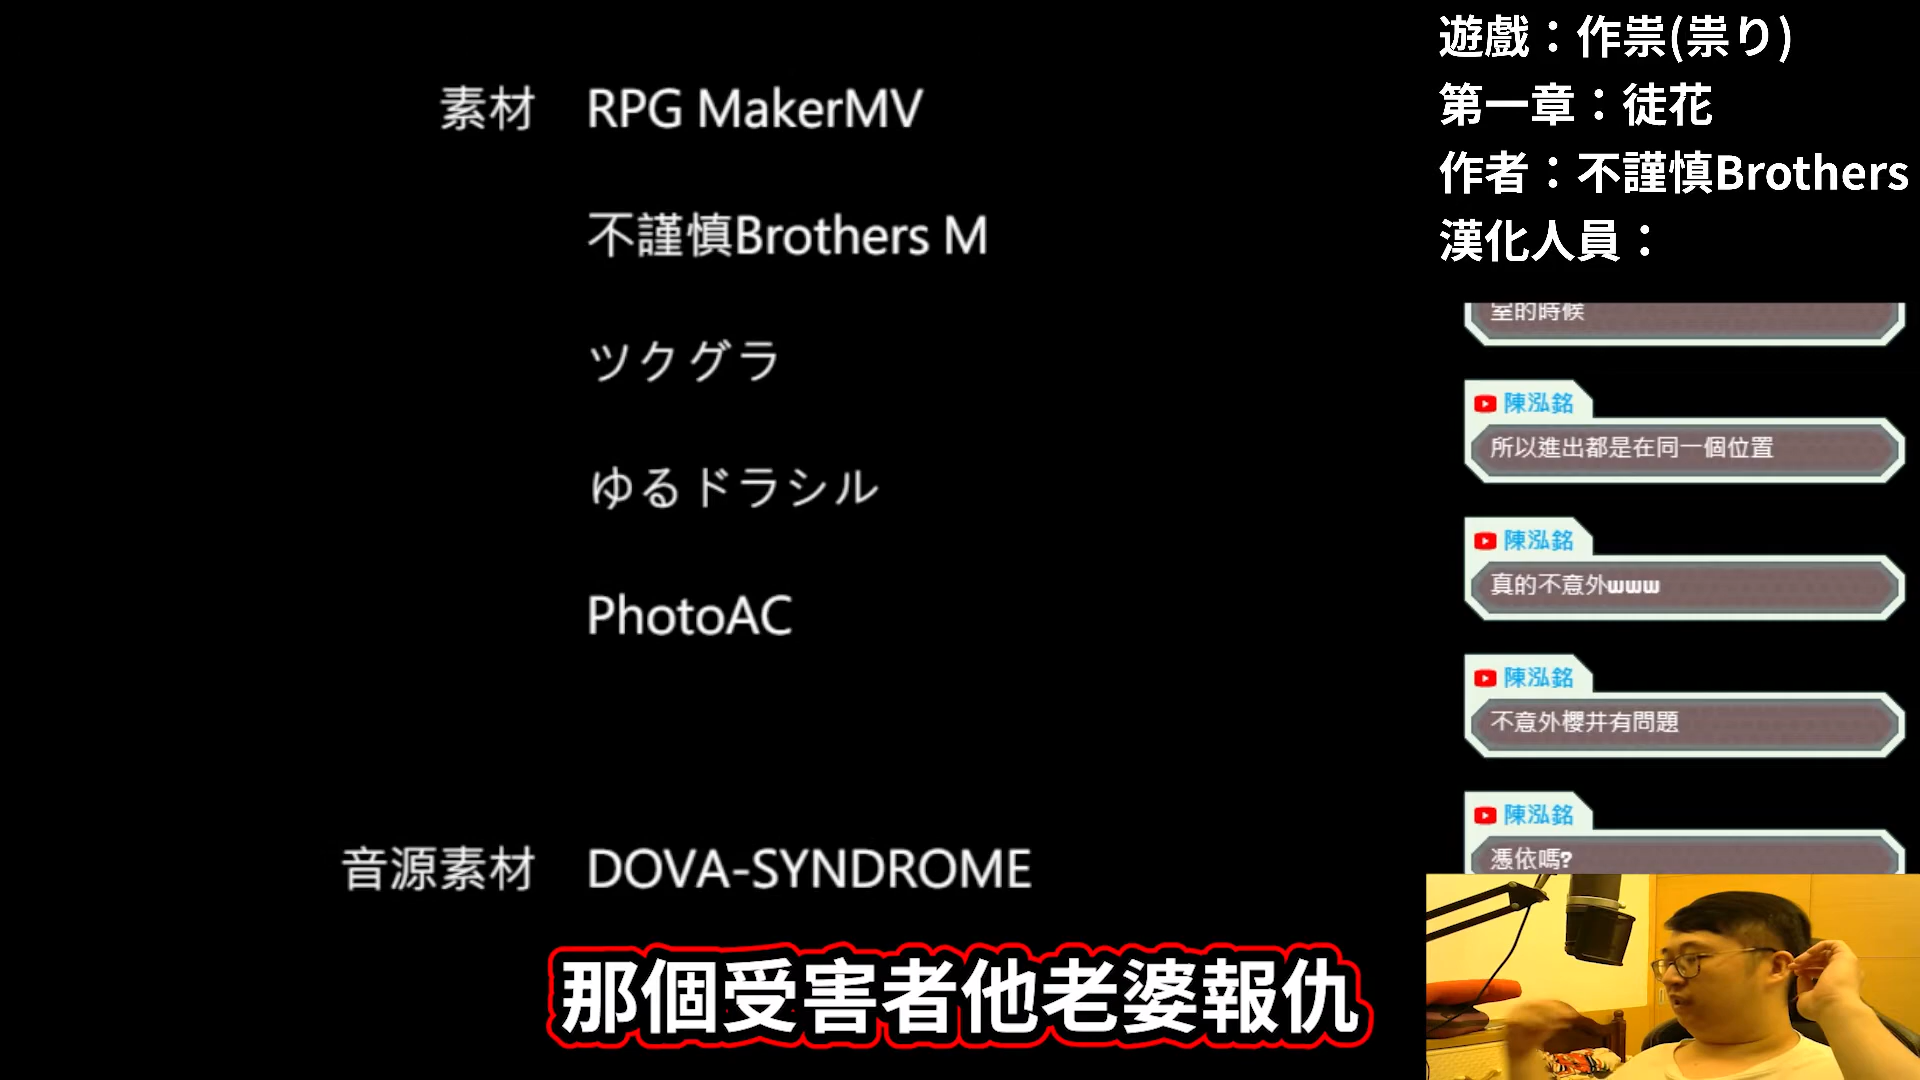 素材 RPG MakerMV
不謹慎Brothers M
ツクグラ
ゆるドラシル
PhotoAC
音源素材 DOVA-SYNDROME
那個受害者他老婆報仇
遊戲：作祟(祟り)
第一章：徒花
作者：不謹慎Brothers
漢化人員：
室的時候
陳泓銘
所以進出都是在同一個位置
陳泓銘
真的不意外www
陳泓銘
不意外櫻井有問題
陳泓銘
憑依嗎?